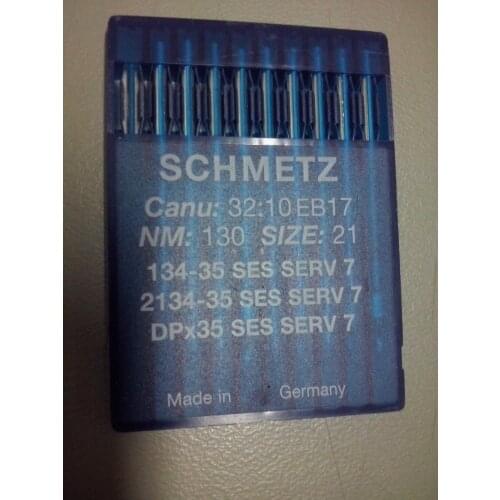 SCHMETZ
Canu: 32:10 EB17
NM: 130 SIZE: 21
134-35 SES SERV 7
2134-35 SES SERV 7
DPx35 SES SERV 7
Made in Germany